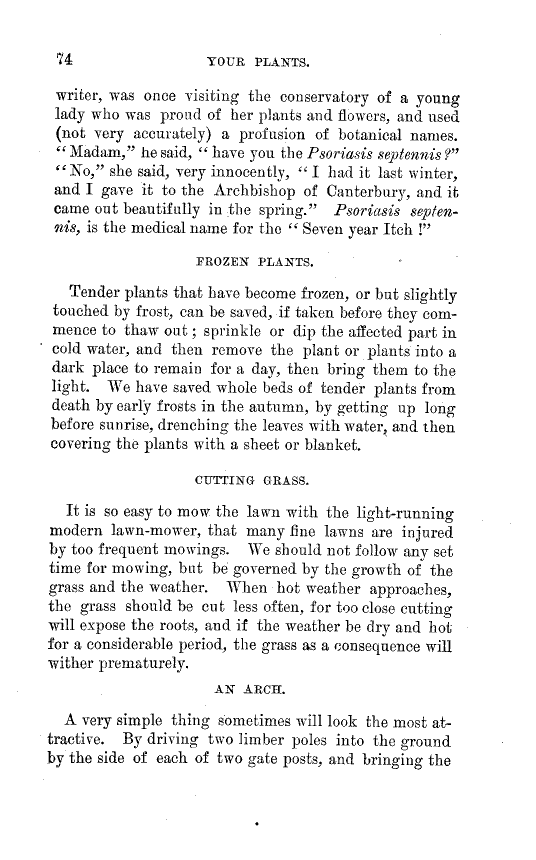 74 YOUR PLANTS.
writer, was once visiting the conservatory of a young
lady who was proud of her plants and flowers, and used
(not very accurately) a profusion of botanical names.
“Madam,” he said, “have you the Psoriasis septennis?”
“No,” she said, very innocently, “I had it last winter,
and I gave it to the Archbishop of Canterbury, and it
came out beautifully in the spring.” Psoriasis septen-
nis, is the medical name for the “Seven year Itch!”
FROZEN PLANTS.
Tender plants that have become frozen, or but slightly
touched by frost, can be saved, if taken before they com-
mence to thaw out; sprinkle or dip the affected part in
cold water, and then remove the plant or plants into a
dark place to remain for a day, then bring them to the
light. We have saved whole beds of tender plants from
death by early frosts in the autumn, by getting up long
before sunrise, drenching the leaves with water, and then
covering the plants with a sheet or blanket.
CUTTING GRASS.
It is so easy to mow the lawn with the light-running
modern lawn-mower, that many fine lawns are injured
by too frequent mowings. We should not follow any set
time for mowing, but be governed by the growth of the
grass and the weather. When hot weather approaches,
the grass should be cut less often, for too close cutting
will expose the roots, and if the weather be dry and hot
for a considerable period, the grass as a consequence will
wither prematurely.
AN ARCH.
A very simple thing sometimes will look the most at-
tractive. By driving two limber poles into the ground
by the side of each of two gate posts, and bringing the